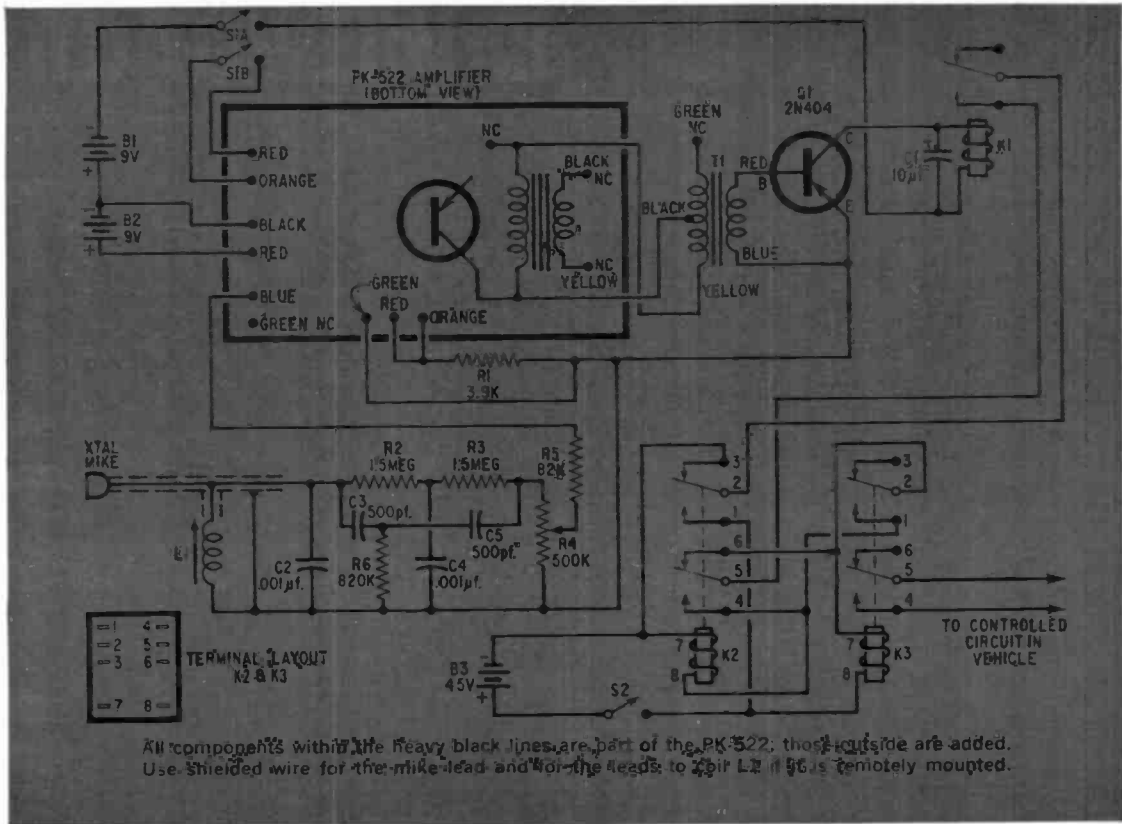 S1A
S1B
PK-522 AMPLIFIER
(BOTTOM VIEW)
Q1
2N404
GREEN
NC
NC
B1
9V
RED
BLACK
NC
T1
RED
B
C
C1
10µf
K1
ORANGE
B2
9V
BLACK
BLACK
E
RED
NC
YELLOW
BLUE
BLUE
GREEN
RED
ORANGE
YELLOW
GREEN NC
R1
3.9K
XTAL
MIKE
R2
1.5MEG
R3
1.5MEG
R5
82K
3
2
1
6
5
4
3
2
1
6
5
4
C3
500pf.
C5
500pf.
R4
500K
C2
.001µf.
R6
820K
C4
.001µf.
TO CONTROLLED
CIRCUIT IN
VEHICLE
1 4
2 5
3 6
7 8
TERMINAL LAYOUT
K2 & K3
B3
45V
S2
7
8
K2
7
8
K3
All components within the heavy black lines are part of the PK-522; those outside are added.
Use shielded wire for the mike lead and for the leads to coil L1 if it is remotely mounted.